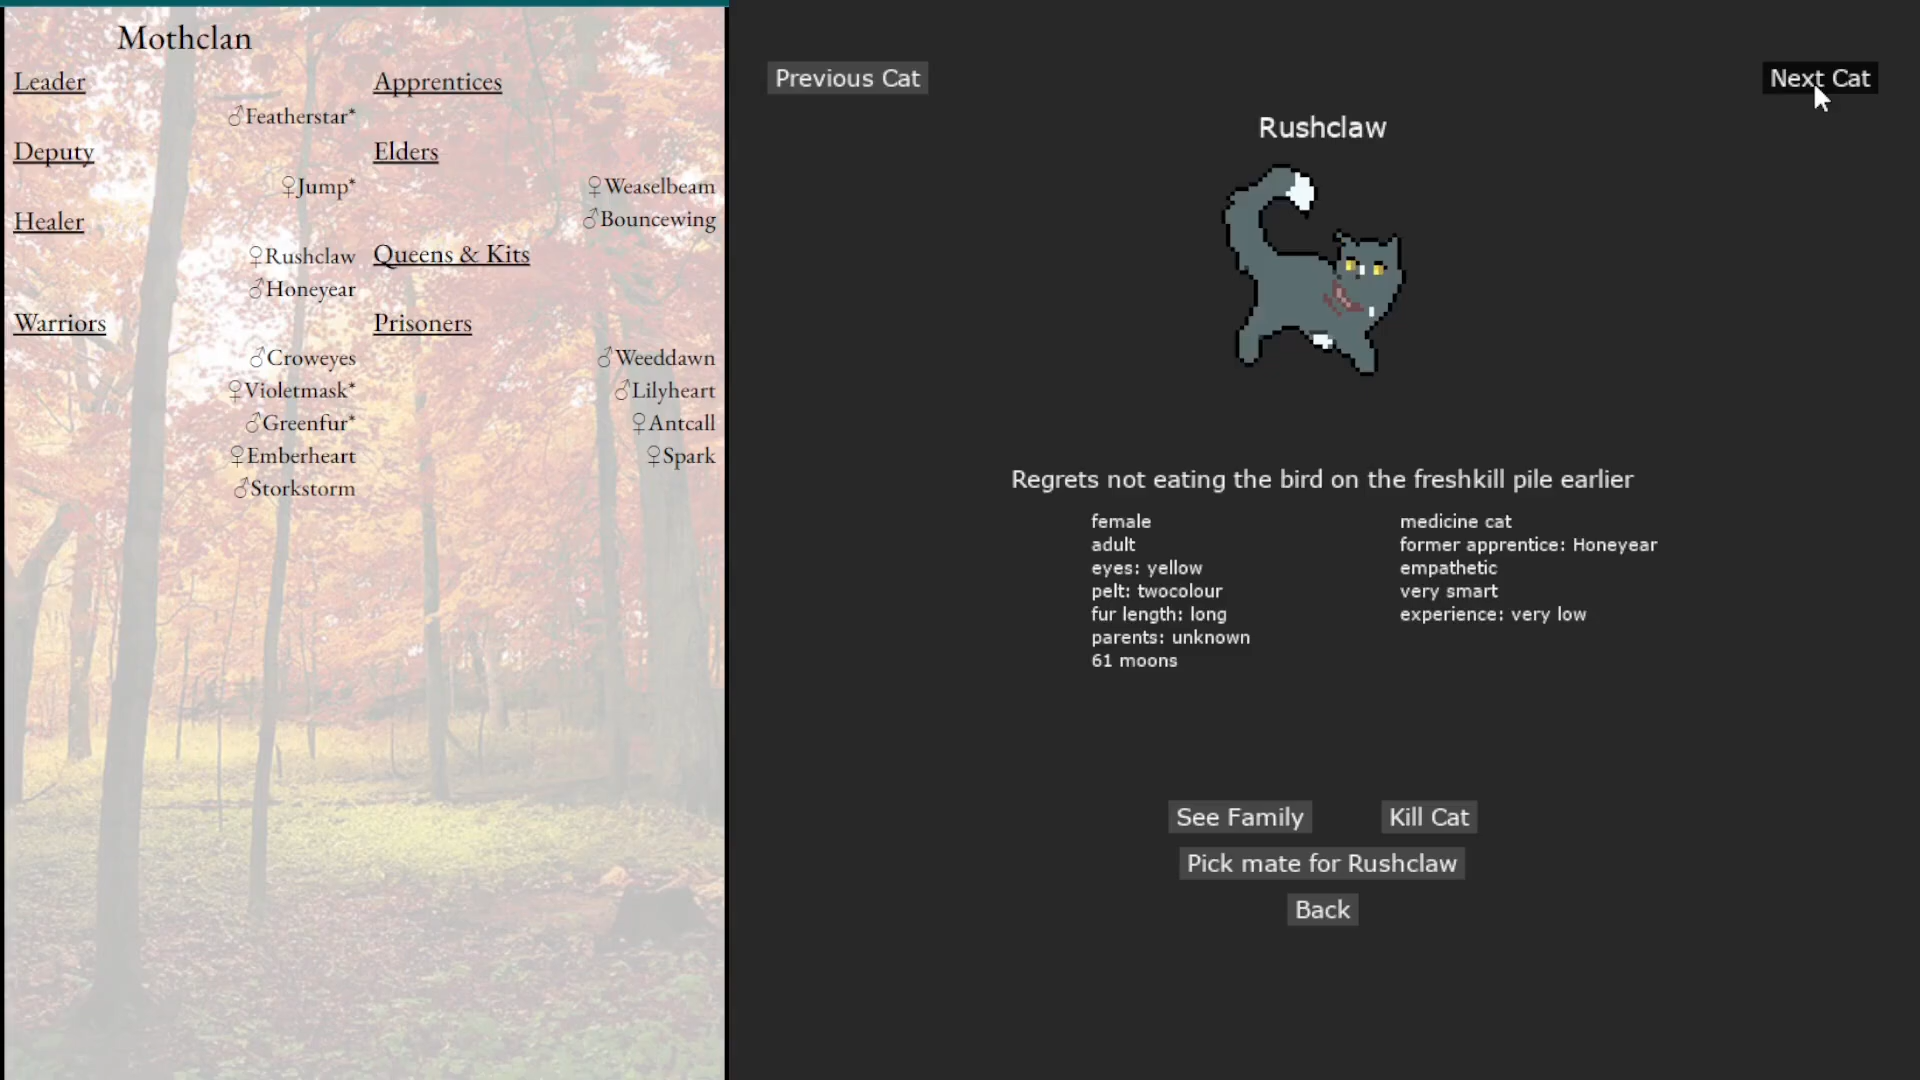 Mothclan
Leader
♂Featherstar*
Deputy
♀Jump*
Healer
♀Rushclaw
♂Honeyear
Warriors
♂Croweyes
♀Violetmask*
♂Greenfur*
♀Emberheart
♂Storkstorm
Apprentices
Elders
♀Weaselbeam
♂Bouncewing
Queens & Kits
Prisoners
♂Weeddawn
♂Lilyheart
♀Antcall
♀Spark
Previous Cat
Next Cat
Rushclaw
Regrets not eating the bird on the freshkill pile earlier
female
adult
eyes: yellow
pelt: twocolour
fur length: long
parents: unknown
61 moons
medicine cat
former apprentice: Honeyear
empathetic
very smart
experience: very low
See Family
Kill Cat
Pick mate for Rushclaw
Back